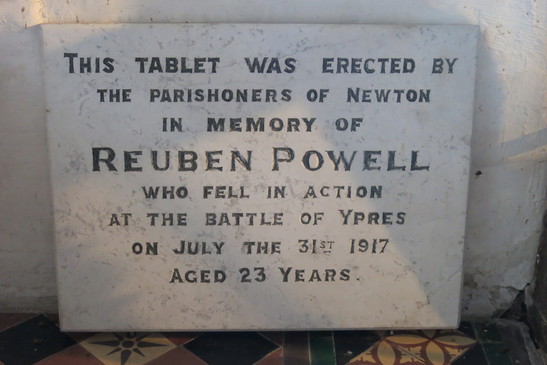 THIS TABLET WAS ERECTED BY
THE PARISHONERS OF NEWTON
IN MEMORY OF
REUBEN POWELL
WHO FELL IN ACTION
AT THE BATTLE OF YPRES
ON JULY THE 31ST 1917
AGED 23 YEARS.